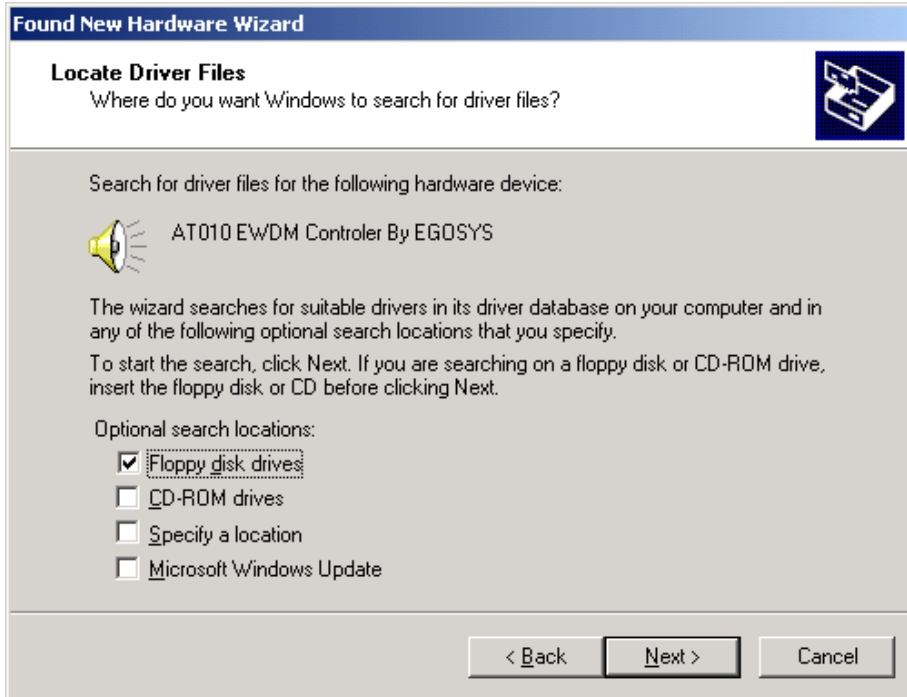 Found New Hardware Wizard
Locate Driver Files
Where do you want Windows to search for driver files?
Search for driver files for the following hardware device:
AT010 EWDM Controler By EGOSYS
The wizard searches for suitable drivers in its driver database on your computer and in
any of the following optional search locations that you specify.
To start the search, click Next. If you are searching on a floppy disk or CD-ROM drive,
insert the floppy disk or CD before clicking Next.
Optional search locations:
Floppy disk drives
CD-ROM drives
Specify a location
Microsoft Windows Update
< Back
Next >
Cancel